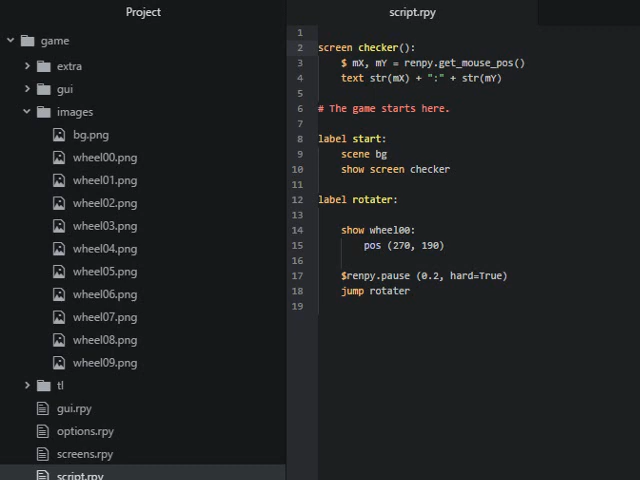 Project
game
extra
gui
images
bg.png
wheel00.png
wheel01.png
wheel02.png
wheel03.png
wheel04.png
wheel05.png
wheel06.png
wheel07.png
wheel08.png
wheel09.png
tl
gui.rpy
options.rpy
screens.rpy
script.rpy
script.rpy
1
2 screen checker():
3 $ mX, mY = renpy.get_mouse_pos()
4 text str(mX) + ":" + str(mY)
5
6 # The game starts here.
7
8 label start:
9 scene bg
10 show screen checker
11
12 label rotater:
13
14 show wheel00:
15 pos (270, 190)
16
17 $renpy.pause (0.2, hard=True)
18 jump rotater
19